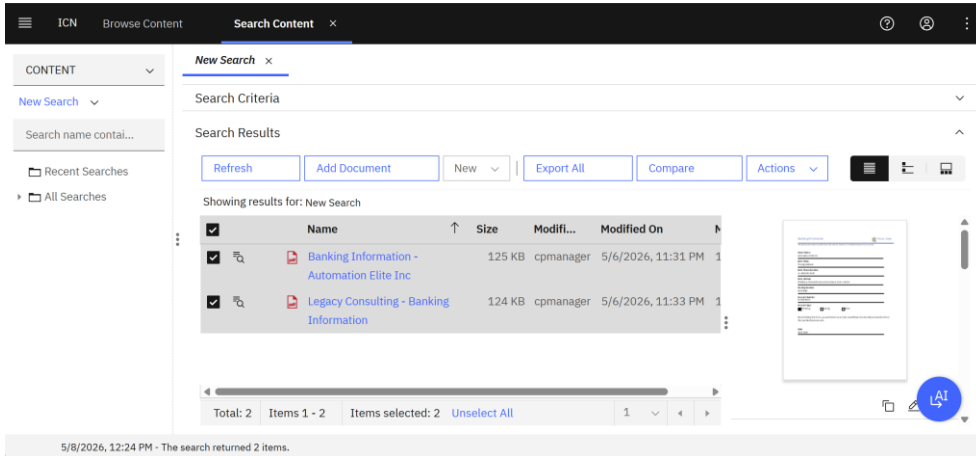 ICN Browse Content Search Content ×
CONTENT
New Search
Search name contai...
Recent Searches
All Searches
New Search ×
Search Criteria
Search Results
Refresh Add Document New Export All Compare Actions
Showing results for: New Search
Name ↑ Size Modifi... Modified On
Banking Information - 125 KB cpmanager 5/6/2026, 11:31 PM 1
Automation Elite Inc
Legacy Consulting - Banking 124 KB cpmanager 5/6/2026, 11:33 PM 1
Information
Total: 2 Items 1 - 2 Items selected: 2 Unselect All 1
AI
5/8/2026, 12:24 PM - The search returned 2 items.